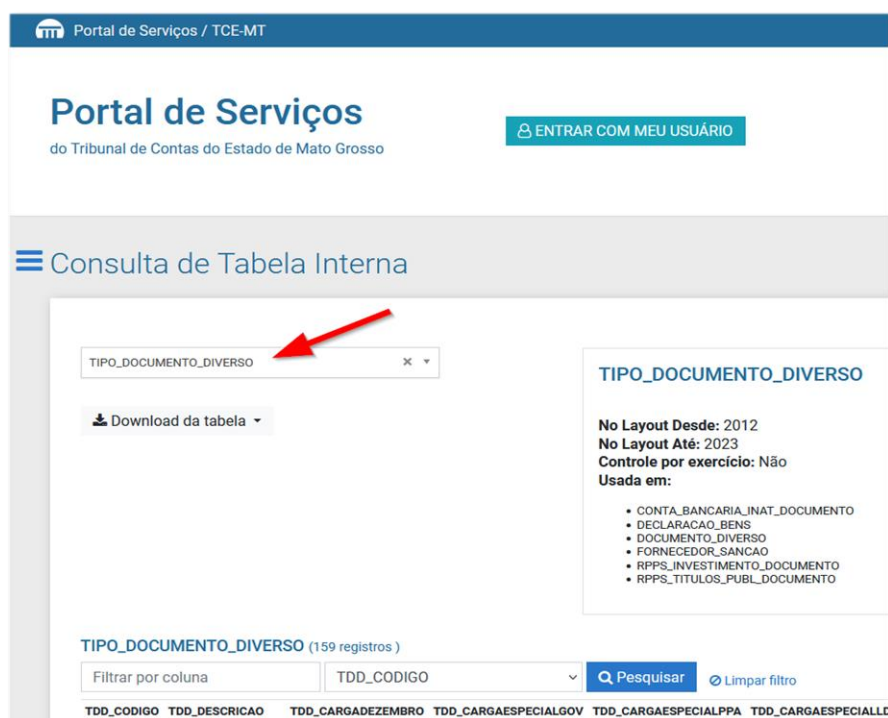 Portal de Serviços / TCE-MT
Portal de Serviços
do Tribunal de Contas do Estado de Mato Grosso
ENTRAR COM MEU USUÁRIO
Consulta de Tabela Interna
TIPO_DOCUMENTO_DIVERSO
Download da tabela
TIPO_DOCUMENTO_DIVERSO
No Layout Desde: 2012
No Layout Até: 2023
Controle por exercício: Não
Usada em:
• CONTA_BANCARIA_INAT_DOCUMENTO
• DECLARACAO_BENS
• DOCUMENTO_DIVERSO
• FORNECEDOR_SANCAO
• RPPS_INVESTIMENTO_DOCUMENTO
• RPPS_TITULOS_PUBL_DOCUMENTO
TIPO_DOCUMENTO_DIVERSO (159 registros )
Filtrar por coluna TDD_CODIGO Pesquisar Limpar filtro
TDD_CODIGO TDD_DESCRICAO TDD_CARGADEZEMBRO TDD_CARGAESPECIALGOV TDD_CARGAESPECIALPPA TDD_CARGAESPECIALLD